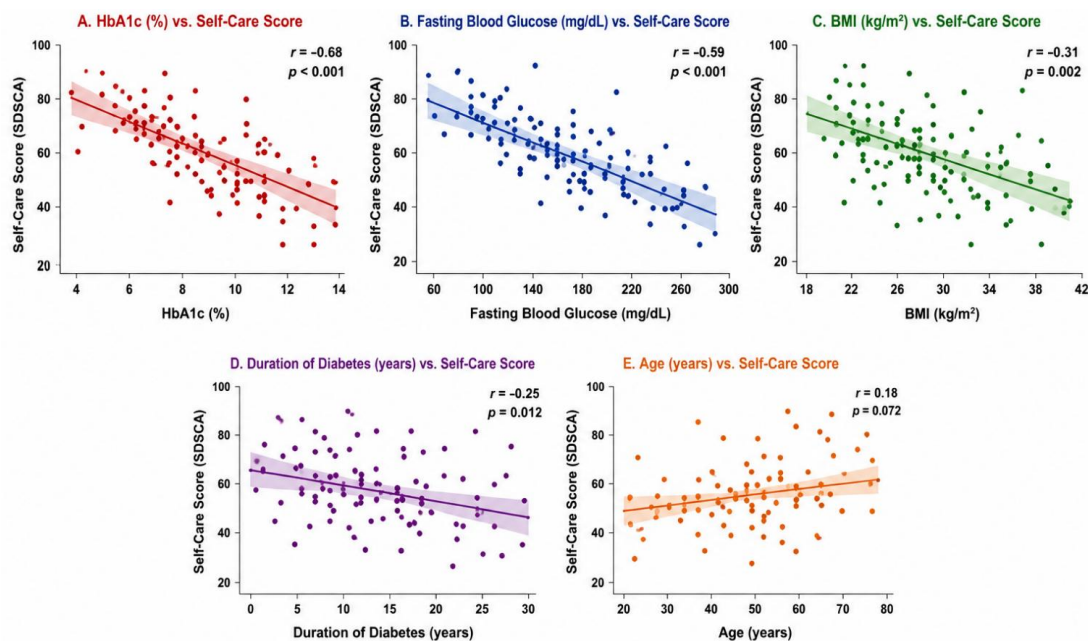 A. HbA1c (%) vs. Self-Care Score
r = –0.68
p < 0.001
Self-Care Score (SDSCA)
100
80
60
40
20
4
6
8
10
12
14
HbA1c (%)
B. Fasting Blood Glucose (mg/dL) vs. Self-Care Score
r = –0.59
p < 0.001
Self-Care Score (SDSCA)
100
80
60
40
20
60
100
140
180
220
260
300
Fasting Blood Glucose (mg/dL)
C. BMI (kg/m²) vs. Self-Care Score
r = –0.31
p = 0.002
Self-Care Score (SDSCA)
100
80
60
40
20
18
22
26
30
34
36
42
BMI (kg/m²)
D. Duration of Diabetes (years) vs. Self-Care Score
r = –0.25
p = 0.012
Self-Care Score (SDSCA)
100
80
60
40
20
0
5
10
15
20
25
30
Duration of Diabetes (years)
E. Age (years) vs. Self-Care Score
r = 0.18
p = 0.072
Self-Care Score (SDSCA)
100
80
60
40
20
20
30
40
50
60
70
80
Age (years)